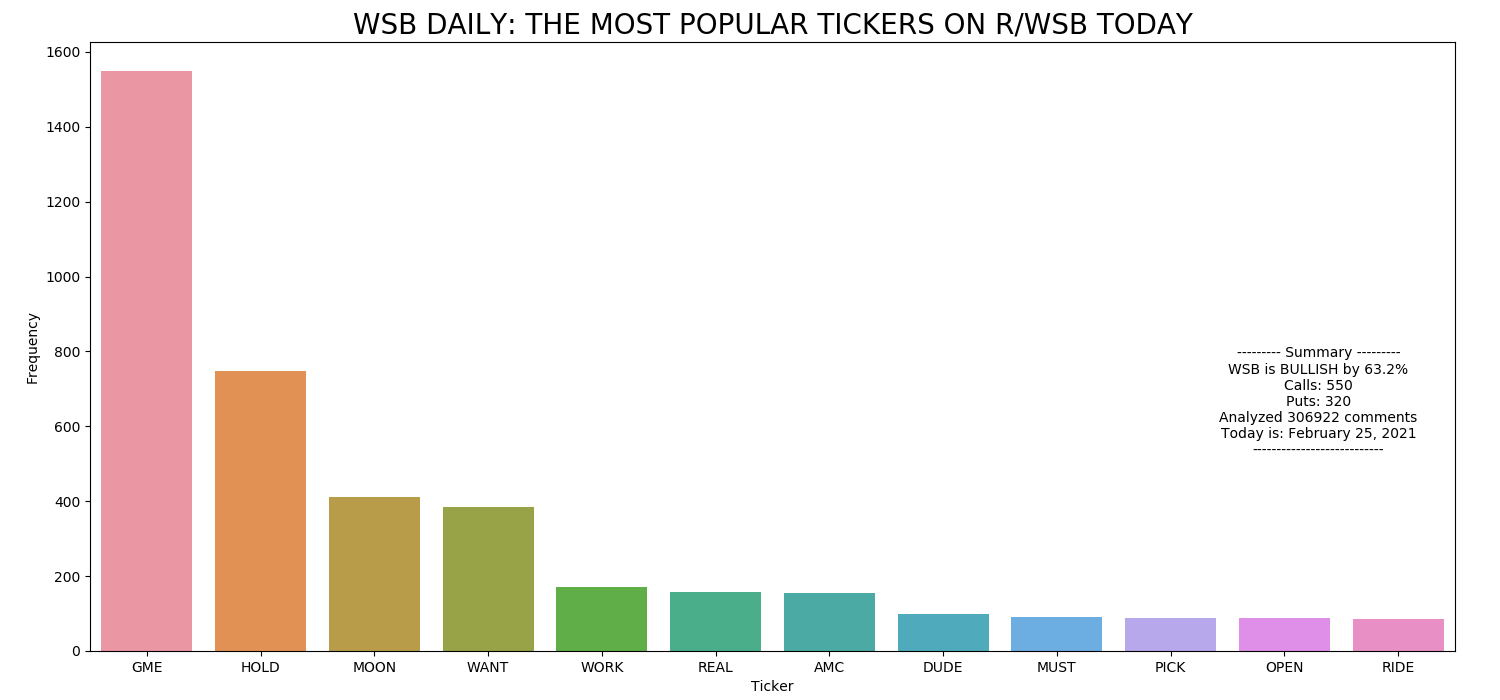 WSB DAILY: THE MOST POPULAR TICKERS ON R/WSB TODAY
1600
1400
1200
1000
800
600
400
200
0
Frequency
--------- Summary ---------
WSB is BULLISH by 63.2%
Calls: 550
Puts: 320
Analyzed 306922 comments
Today is: February 25, 2021
---------------------------
GME HOLD MOON WANT WORK REAL AMC DUDE MUST PICK OPEN RIDE
Ticker